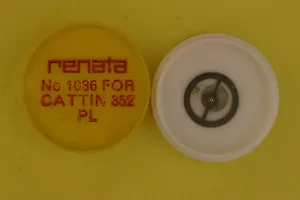 renata
No 1036 FOR
CATTIN 352
PL